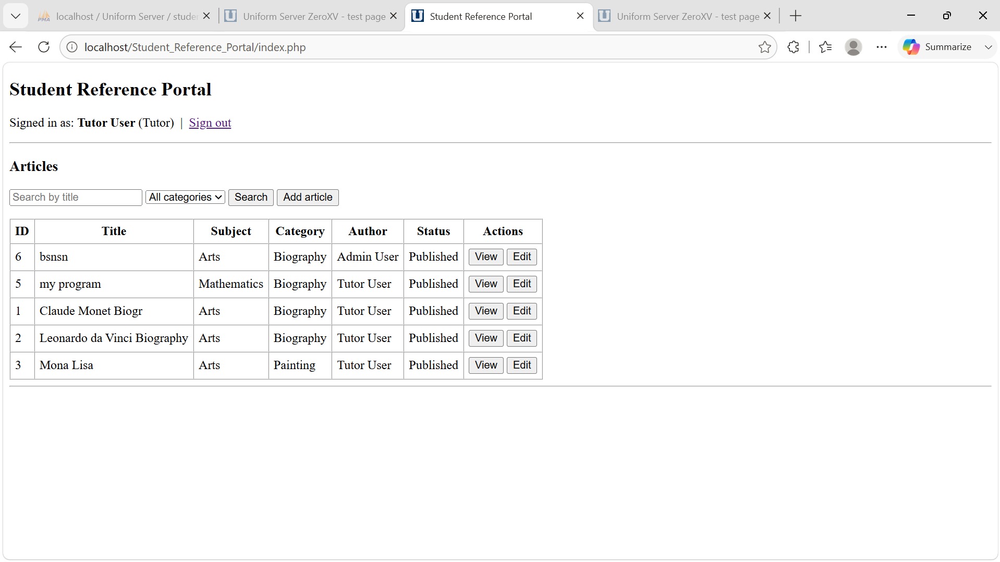 localhost / Uniform Server / stude
Uniform Server ZeroXV - test page
Student Reference Portal
Uniform Server ZeroXV - test page
localhost/Student_Reference_Portal/index.php
Summarize
Student Reference Portal
Signed in as: Tutor User (Tutor) | Sign out
Articles
Search by title All categories Search Add article
ID Title Subject Category Author Status Actions
6 bsnsn Arts Biography Admin User Published View Edit
5 my program Mathematics Biography Tutor User Published View Edit
1 Claude Monet Biogr Arts Biography Tutor User Published View Edit
2 Leonardo da Vinci Biography Arts Biography Tutor User Published View Edit
3 Mona Lisa Arts Painting Tutor User Published View Edit